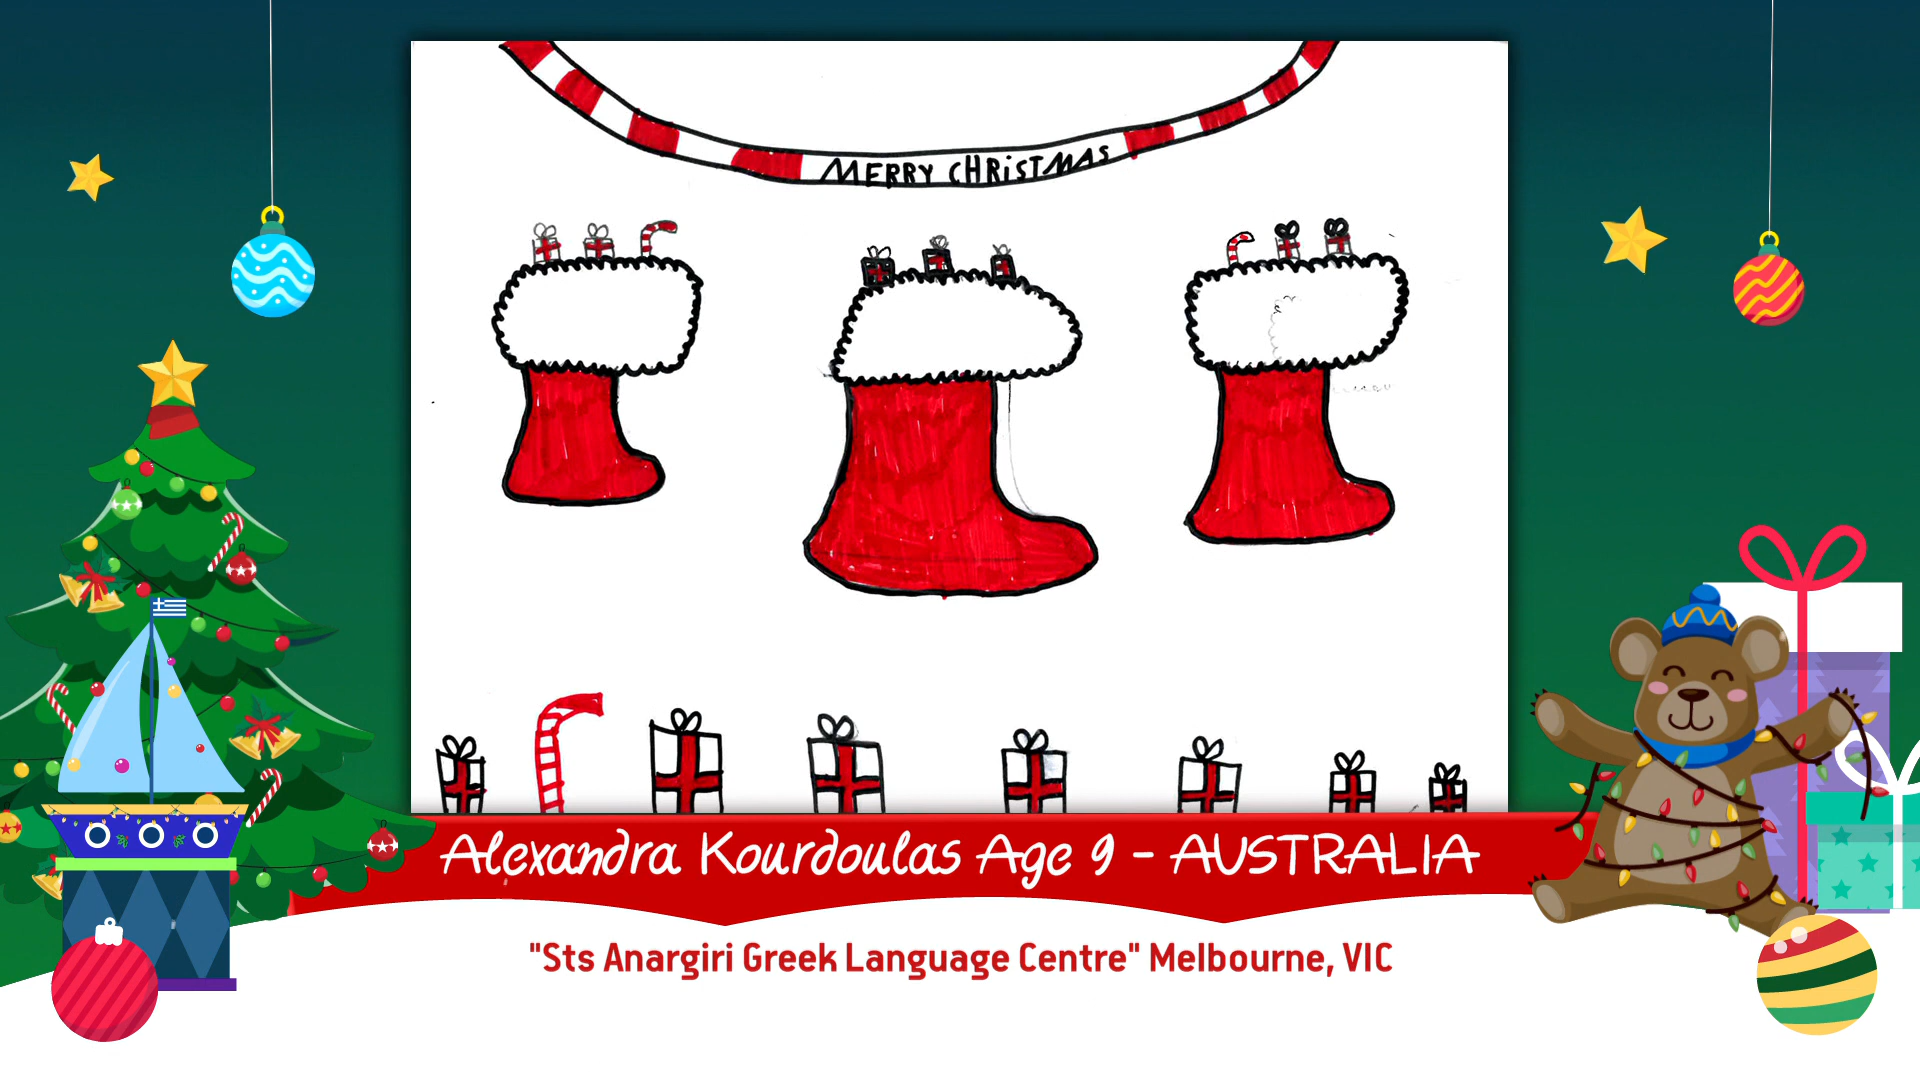 MERRY CHRiSTMAS
Alexandra Kourdoulas Age 9 - AUSTRALIA
"Sts Anargiri Greek Language Centre" Melbourne, VIC